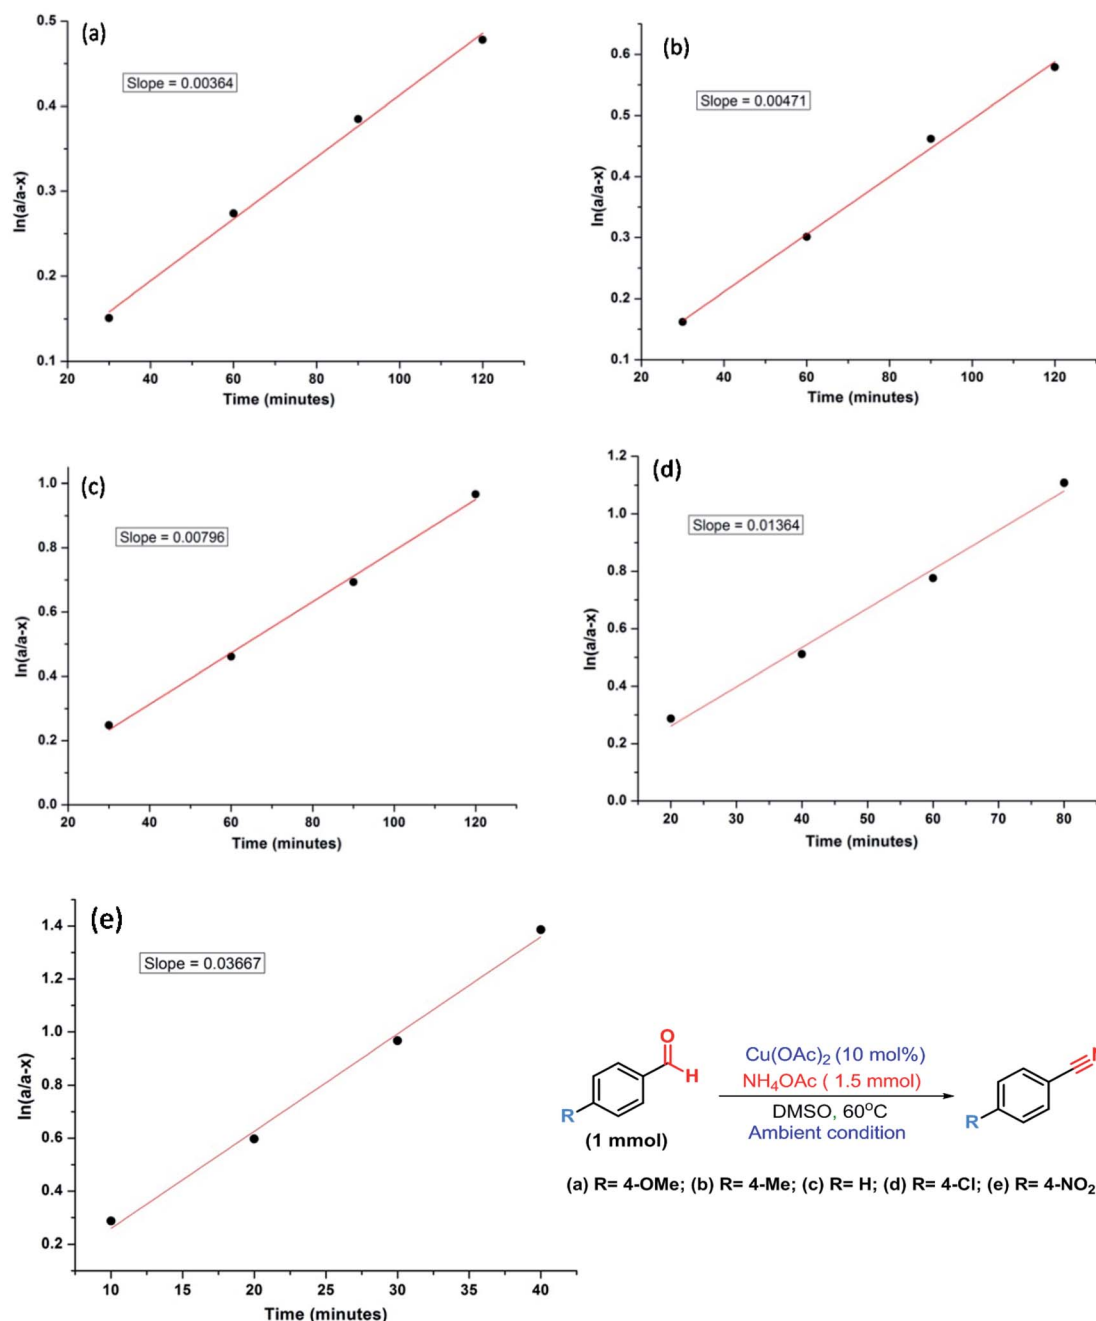 (a)
Slope = 0.00364
0.5
0.4
0.3
0.2
0.1
ln(a/a-x)
20 40 60 80 100 120
Time (minutes)
(b)
Slope = 0.00471
0.6
0.5
0.4
0.3
0.2
0.1
ln(a/a-x)
20 40 60 80 100 120
Time (minutes)
(c)
Slope = 0.00796
1.0
0.8
0.6
0.4
0.2
0.0
ln(a/a-x)
20 40 60 80 100 120
Time (minutes)
(d)
Slope = 0.01364
1.2
1.0
0.8
0.6
0.4
0.2
0.0
ln(a/a-x)
20 30 40 50 60 70 80
Time (minutes)
(e)
Slope = 0.03667
1.4
1.2
1.0
0.8
0.6
0.4
0.2
ln(a/a-x)
10 15 20 25 30 35 40
Time (minutes)
O
H
R
(1 mmol)
Cu(OAc)2 (10 mol%)
NH4OAc ( 1.5 mmol)
DMSO, 60°C
Ambient condition
R
(a) R= 4-OMe; (b) R= 4-Me; (c) R= H; (d) R= 4-Cl; (e) R= 4-NO2